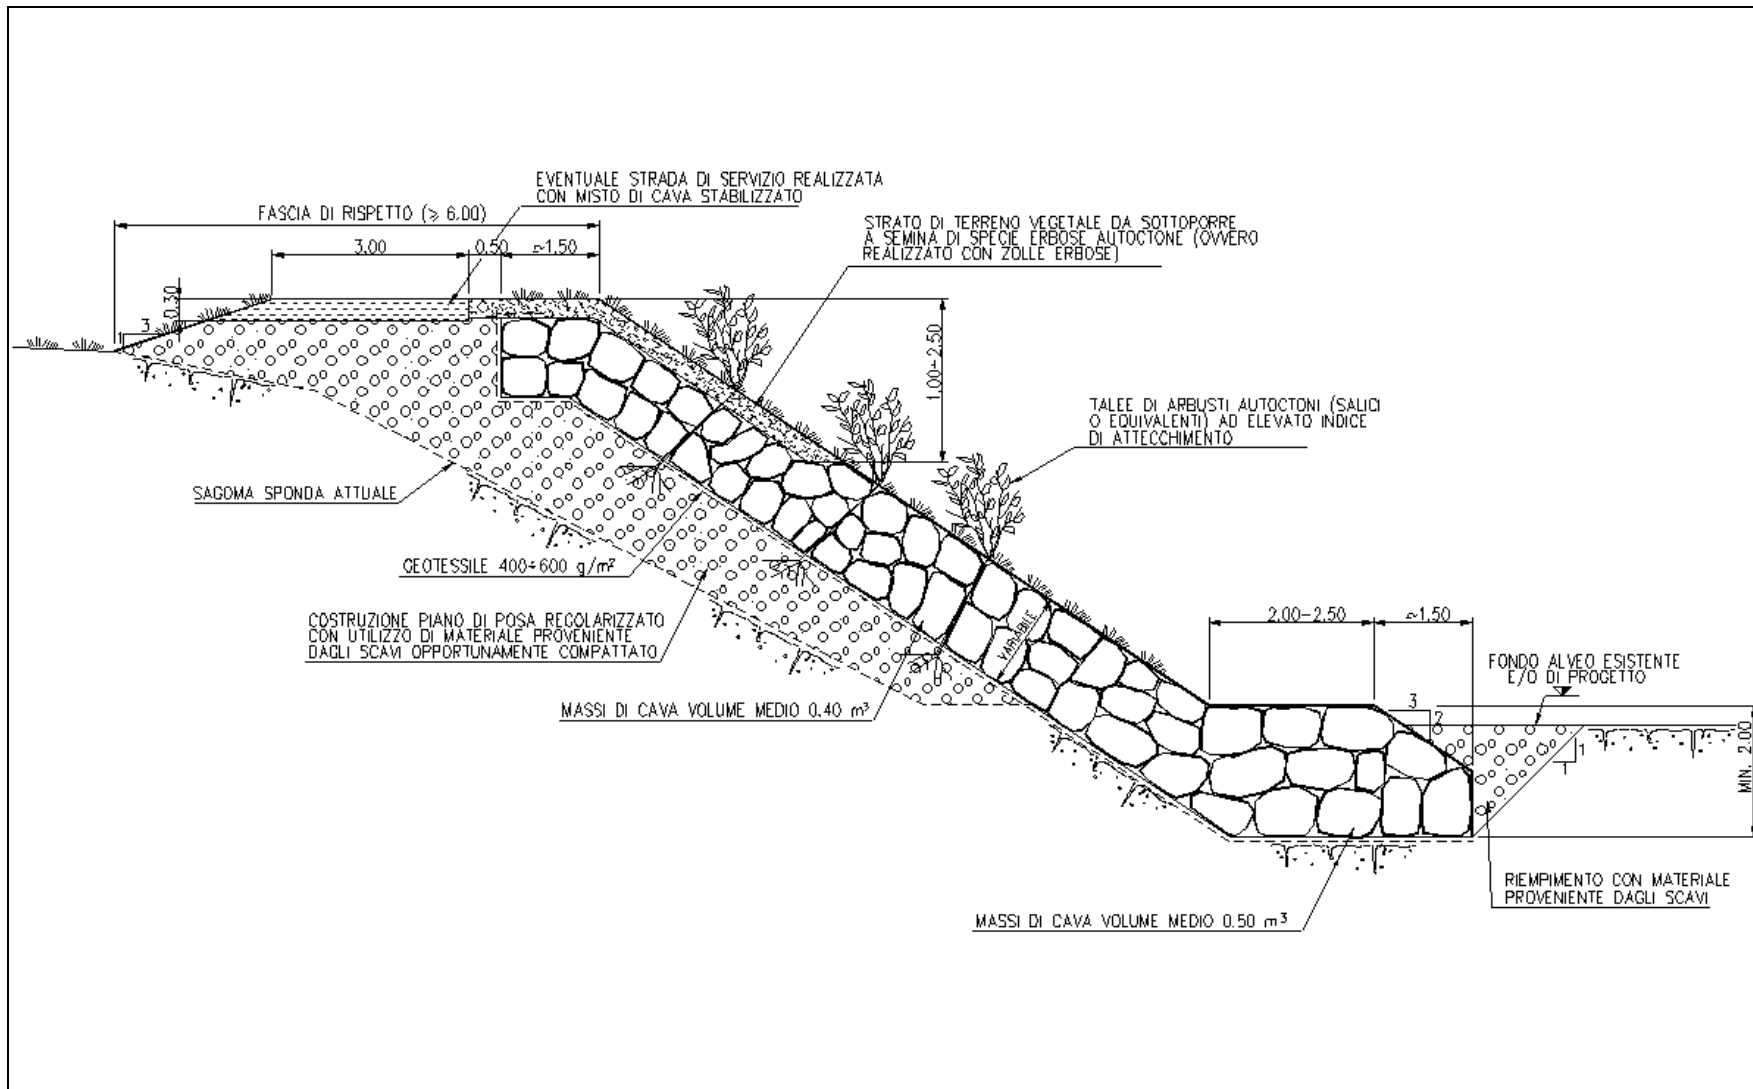 EVENTUALE STRADA DI SERVIZIO REALIZZATA
CON MISTO DI CAVA STABILIZZATO
FASCIA DI RISPETTO (≥ 6.00)
3.00
0.50
~1.50
STRATO DI TERRENO VEGETALE DA SOTTOPORRE
A SEMINA DI SPECIE ERBOSE AUTOCTONE (OVVERO
REALIZZATO CON ZOLLE ERBOSE)
0.30
1
3
1.00÷2.50
TALEE DI ARBUSTI AUTOCTONI (SALICI
O EQUIVALENTI) AD ELEVATO INDICE
DI ATTECCHIMENTO
SAGOMA SPONDA ATTUALE
GEOTESSILE 400÷600 g/m²
COSTRUZIONE PIANO DI POSA REGOLARIZZATO
CON UTILIZZO DI MATERIALE PROVENIENTE
DAGLI SCAVI OPPORTUNAMENTE COMPATTATO
VARIABILE
2.00÷2.50
~1.50
FONDO ALVEO ESISTENTE
E/O DI PROGETTO
MASSI DI CAVA VOLUME MEDIO 0.40 m³
3
2
1
1
MIN. 2.00
RIEMPIMENTO CON MATERIALE
PROVENIENTE DAGLI SCAVI
MASSI DI CAVA VOLUME MEDIO 0.50 m³